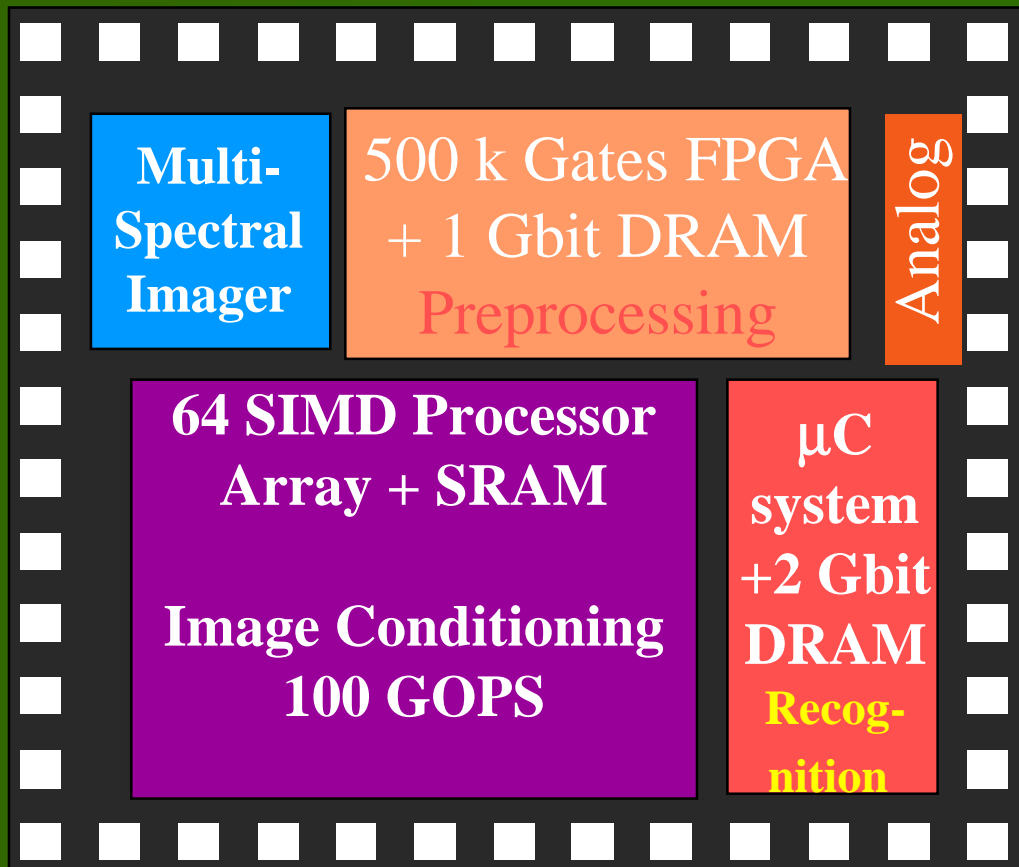 Multi-
Spectral
Imager
500 k Gates FPGA
+ 1 Gbit DRAM
Preprocessing
Analog
64 SIMD Processor
Array + SRAM
Image Conditioning
100 GOPS
μC
system
+2 Gbit
DRAM
Recog-
nition